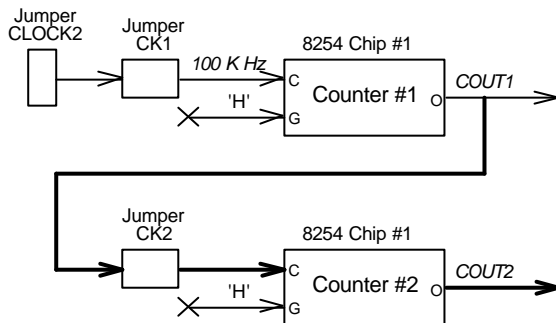 Jumper
CLOCK2
Jumper
CK1
100 K Hz
8254 Chip #1
COUT1
C
Counter #1
O
'H'
G
Jumper
CK2
8254 Chip #1
COUT2
C
Counter #2
O
'H'
G